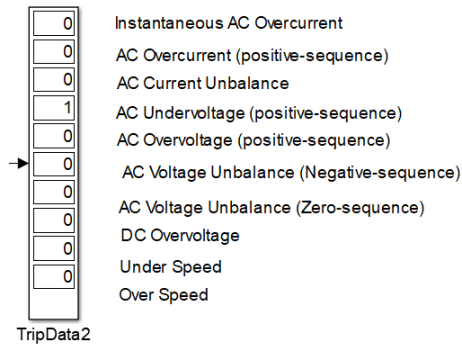 0 Instantaneous AC Overcurrent
0 AC Overcurrent (positive-sequence)
0 AC Current Unbalance
1 AC Undervoltage (positive-sequence)
0 AC Overvoltage (positive-sequence)
0 AC Voltage Unbalance (Negative-sequence)
0 AC Voltage Unbalance (Zero-sequence)
0 DC Overvoltage
0 Under Speed
0 Over Speed
TripData2